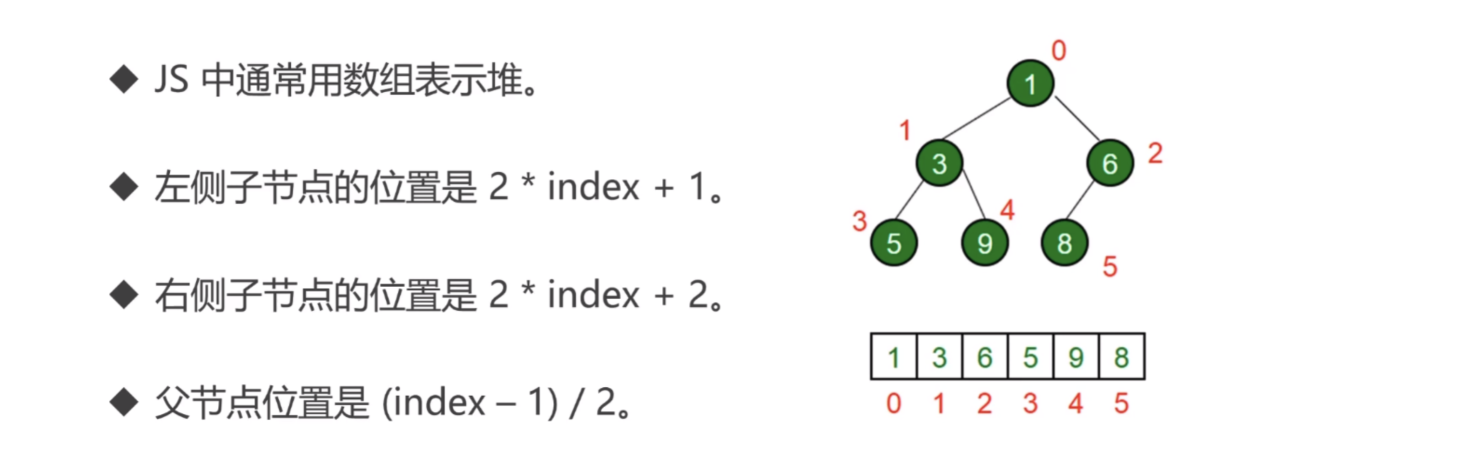 ◆ JS 中通常用数组表示堆。
◆ 左侧子节点的位置是 2 * index + 1。
◆ 右侧子节点的位置是 2 * index + 2。
◆ 父节点位置是 (index – 1) / 2。
0
1
1
3
6
2
3
5
9
4
8
5
1 3 6 5 9 8
0 1 2 3 4 5